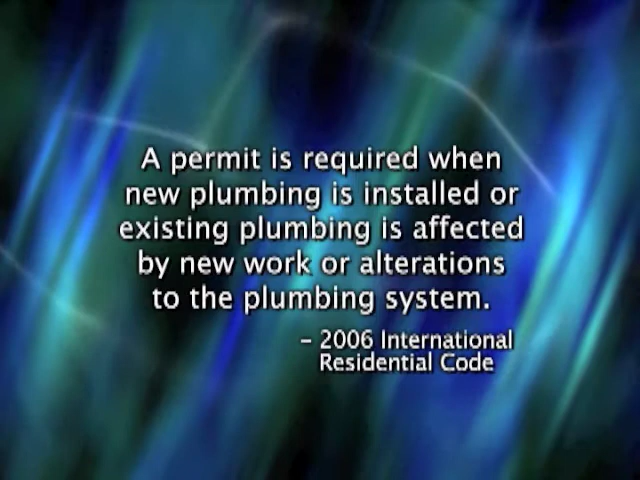 A permit is required when
new plumbing is installed or
existing plumbing is affected
by new work or alterations
to the plumbing system.
– 2006 International
Residential Code